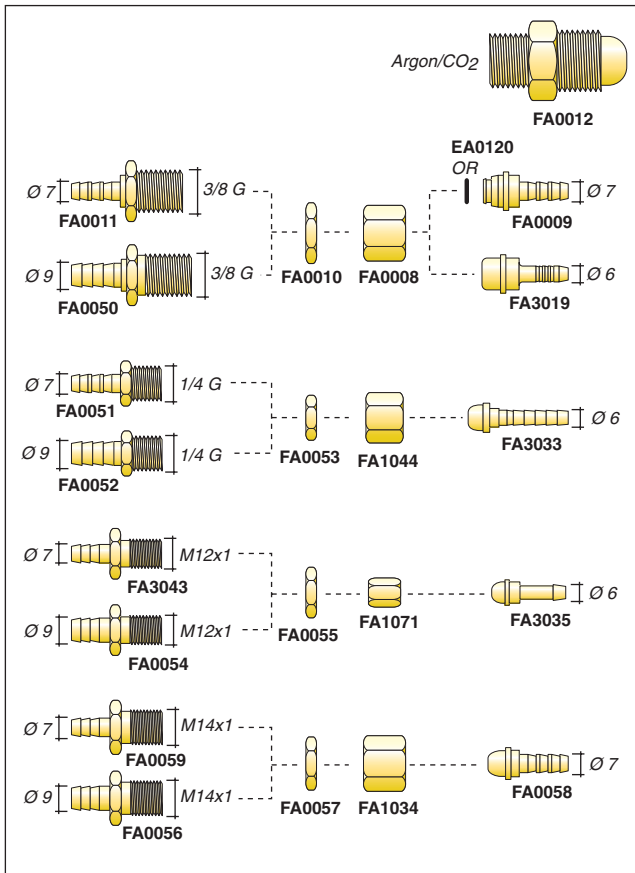 Argon/CO2
FA0012
EA0120
OR
Ø 7
FA0011
3/8 G
FA0009
Ø 7
FA0010
FA0008
Ø 9
FA0050
3/8 G
FA3019
Ø 6
Ø 7
FA0051
1/4 G
FA0053
FA1044
FA3033
Ø 6
Ø 9
FA0052
1/4 G
Ø 7
FA3043
M12x1
FA0055
FA1071
FA3035
Ø 6
Ø 9
FA0054
M12x1
Ø 7
FA0059
M14x1
FA0057
FA1034
FA0058
Ø 7
Ø 9
FA0056
M14x1